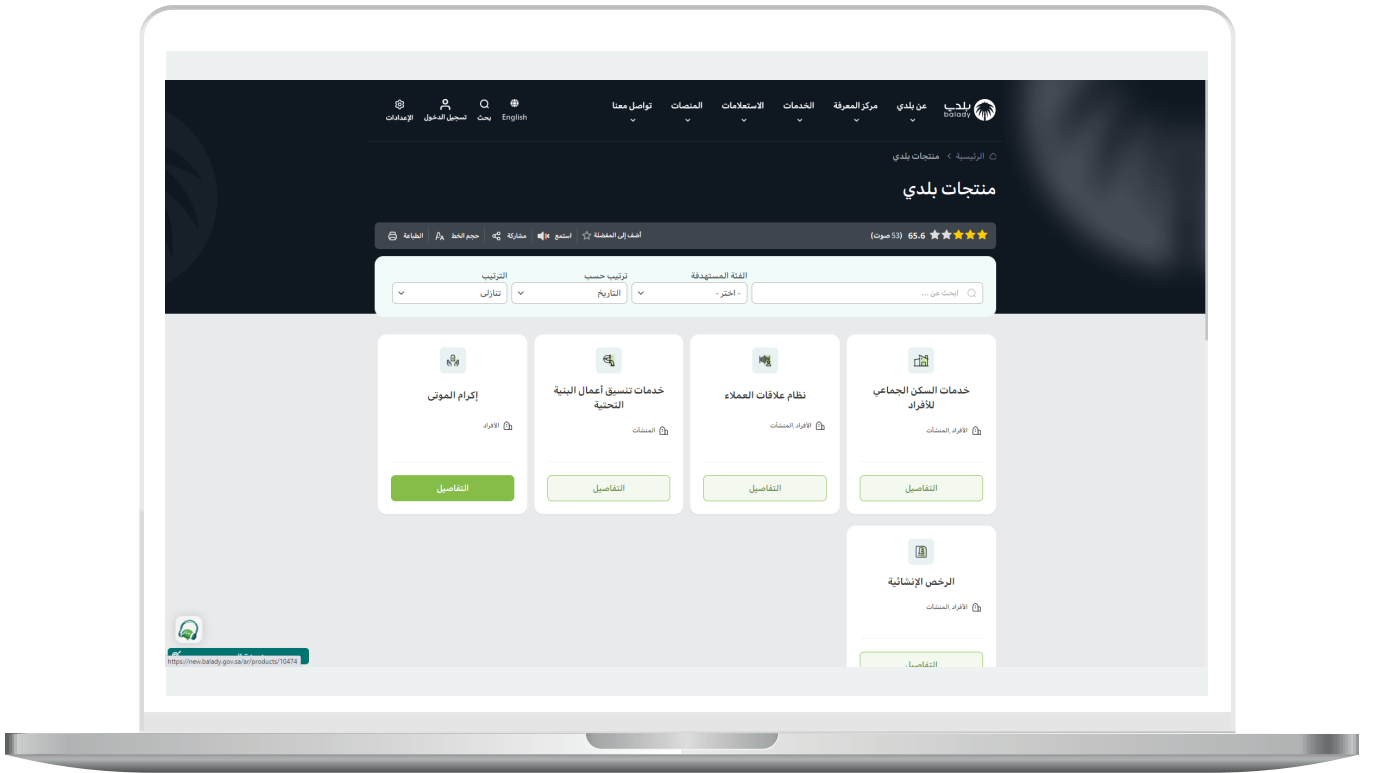 بلدي
balady
عن بلدي
مركز المعرفة
الخدمات
الاستعلامات
المنصات
تواصل معنا
English
بحث
تسجيل الدخول
الإعدادات
الرئيسية
منتجات بلدي
منتجات بلدي
65.6 (53 صوت)
أضف إلى المفضلة
استمع
مشاركة
حجم الخط
الطباعة
الفئة المستهدفة
ترتيب حسب
الترتيب
ابحث عن ...
- اختر -
التاريخ
تنازلي
خدمات السكن الجماعي
للأفراد
الأفراد ,المنشآت
التفاصيل
نظام علاقات العملاء
الأفراد ,المنشآت
التفاصيل
خدمات تنسيق أعمال البنية
التحتية
المنشآت
التفاصيل
إكرام الموتى
الأفراد
التفاصيل
الرخص الإنشائية
الأفراد ,المنشآت
التفاصيل
https://new.balady.gov.sa/ar/products/10474